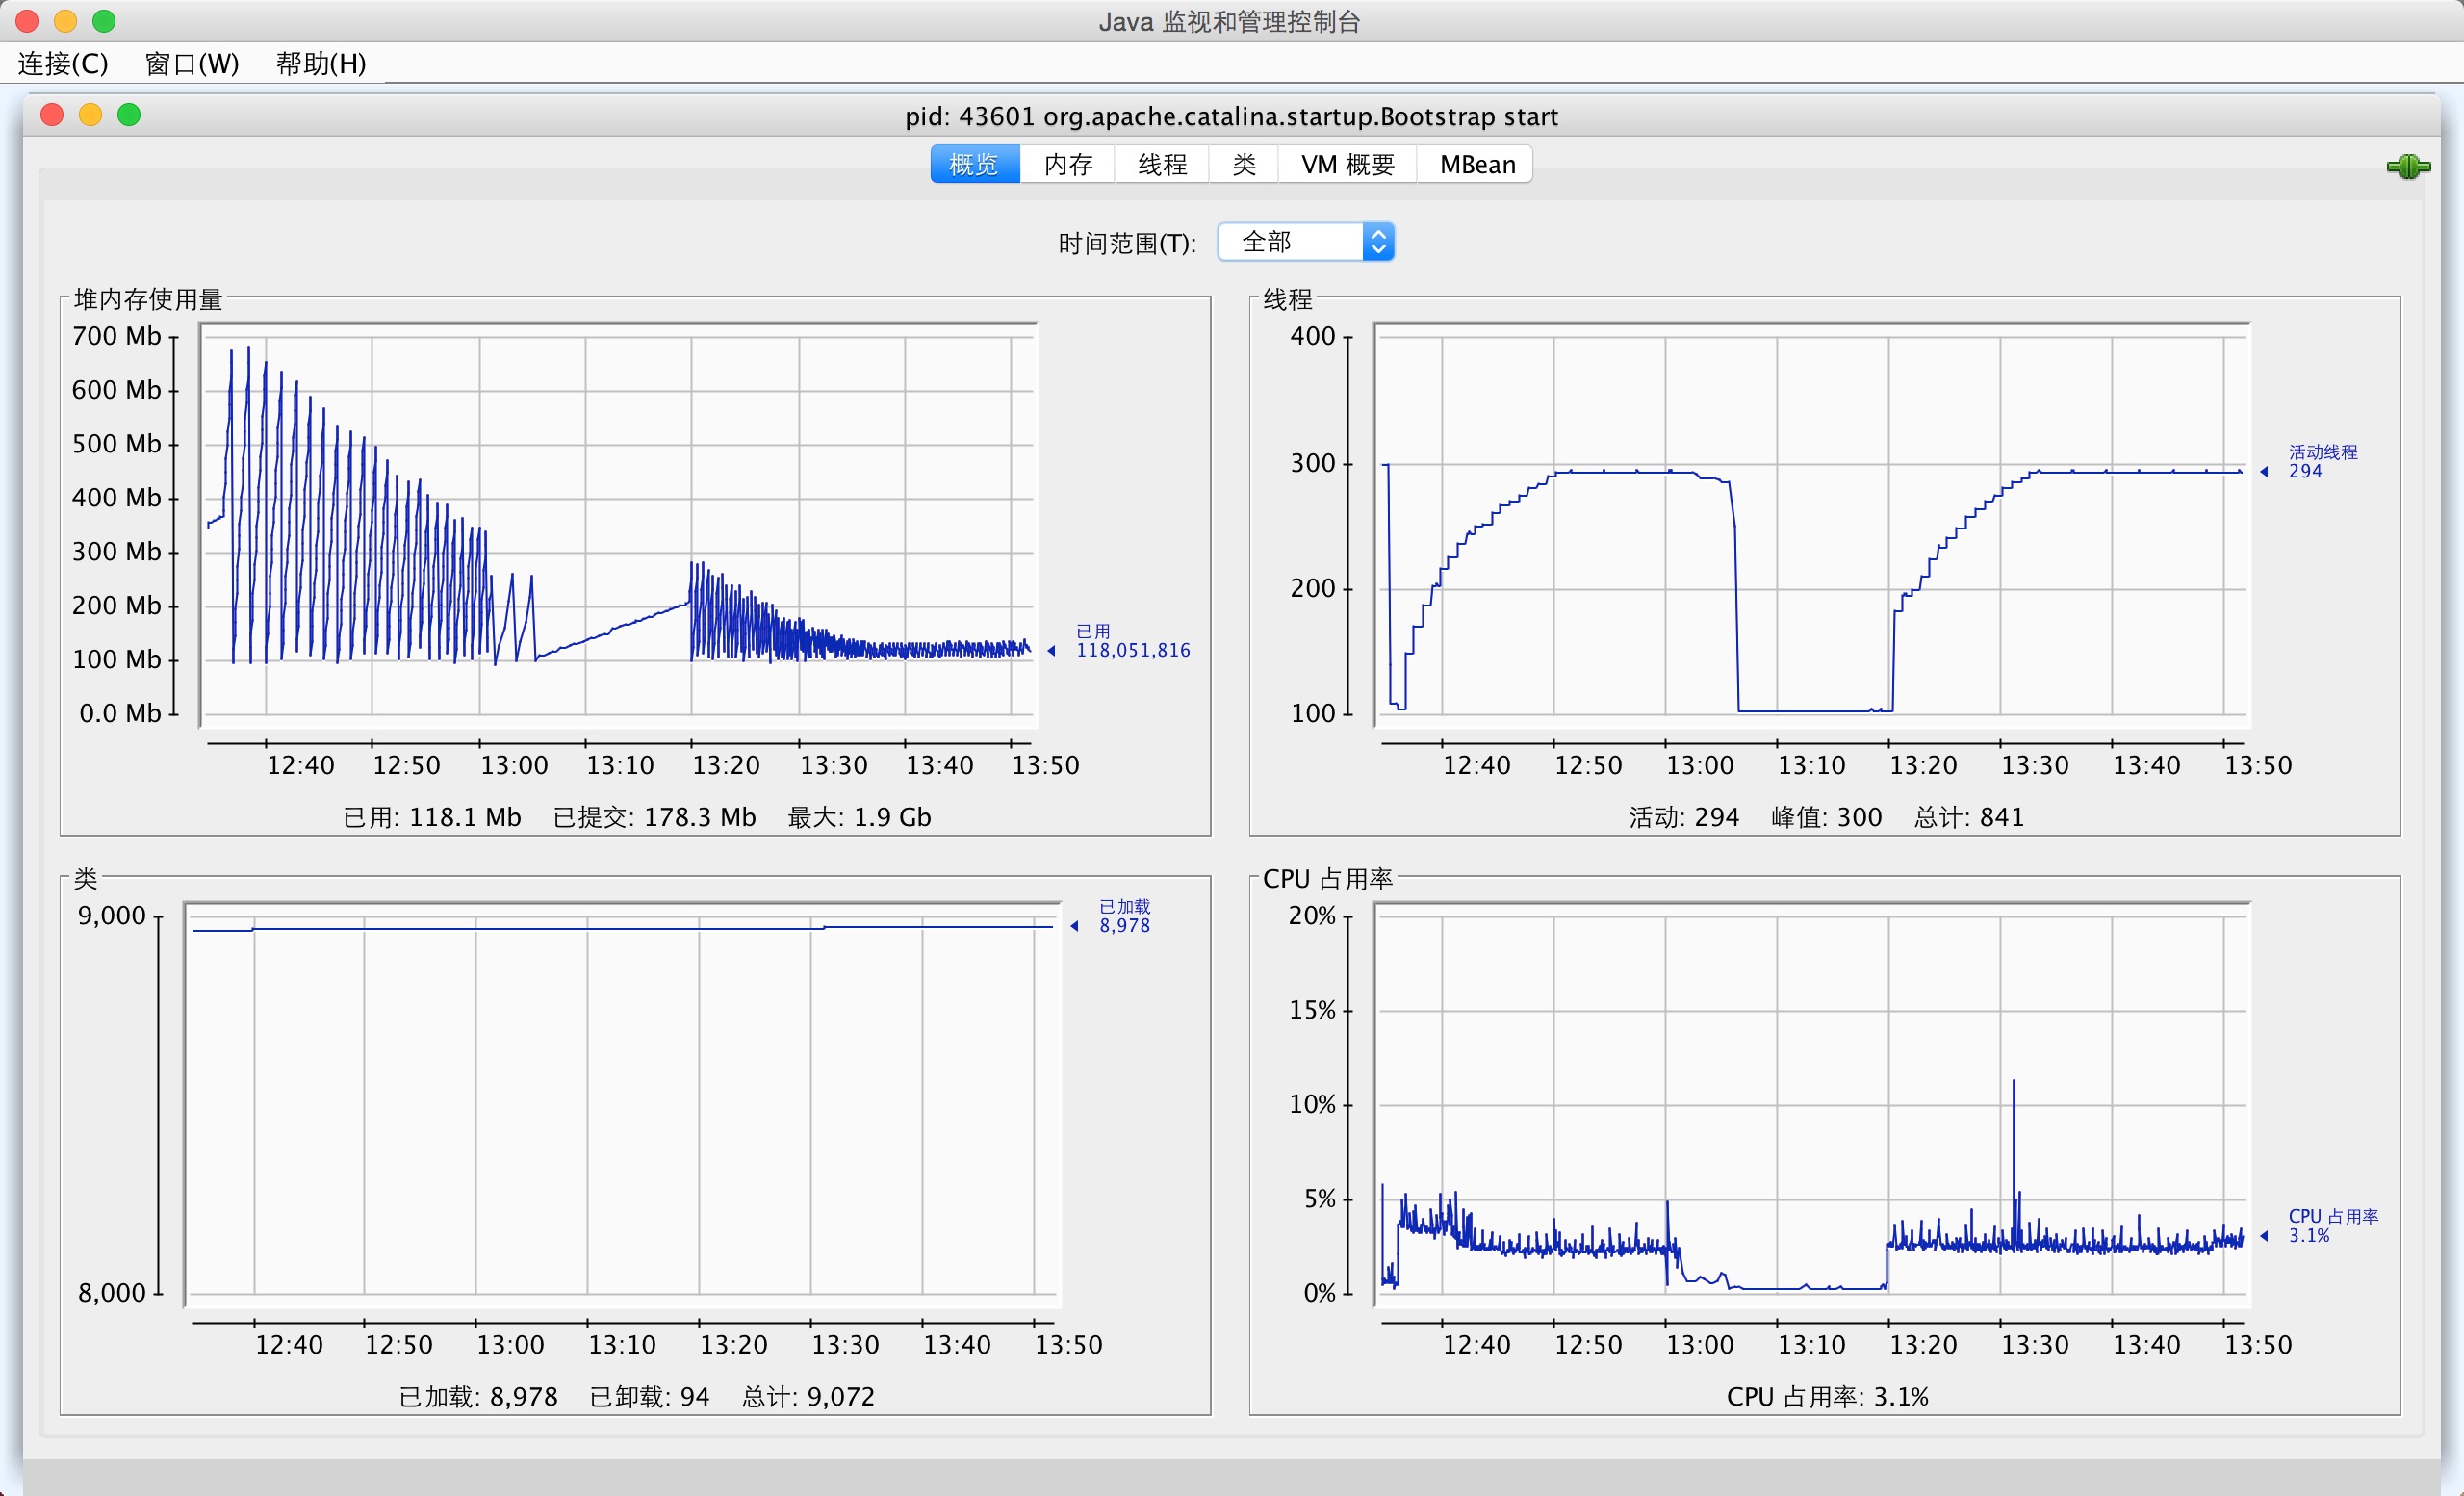 Java 监视和管理控制台
连接(C) 窗口(W) 帮助(H)
pid: 43601 org.apache.catalina.startup.Bootstrap start
概览 内存 线程 类 VM 概要 MBean
时间范围(T): 全部
堆内存使用量
700 Mb
600 Mb
500 Mb
400 Mb
300 Mb
200 Mb
100 Mb
0.0 Mb
已用
118,051,816
12:40 12:50 13:00 13:10 13:20 13:30 13:40 13:50
已用: 118.1 Mb 已提交: 178.3 Mb 最大: 1.9 Gb
线程
400
300
200
100
活动线程
294
12:40 12:50 13:00 13:10 13:20 13:30 13:40 13:50
活动: 294 峰值: 300 总计: 841
类
9,000
8,000
已加载
8,978
12:40 12:50 13:00 13:10 13:20 13:30 13:40 13:50
已加载: 8,978 已卸载: 94 总计: 9,072
CPU 占用率
20%
15%
10%
5%
0%
CPU 占用率
3.1%
12:40 12:50 13:00 13:10 13:20 13:30 13:40 13:50
CPU 占用率: 3.1%